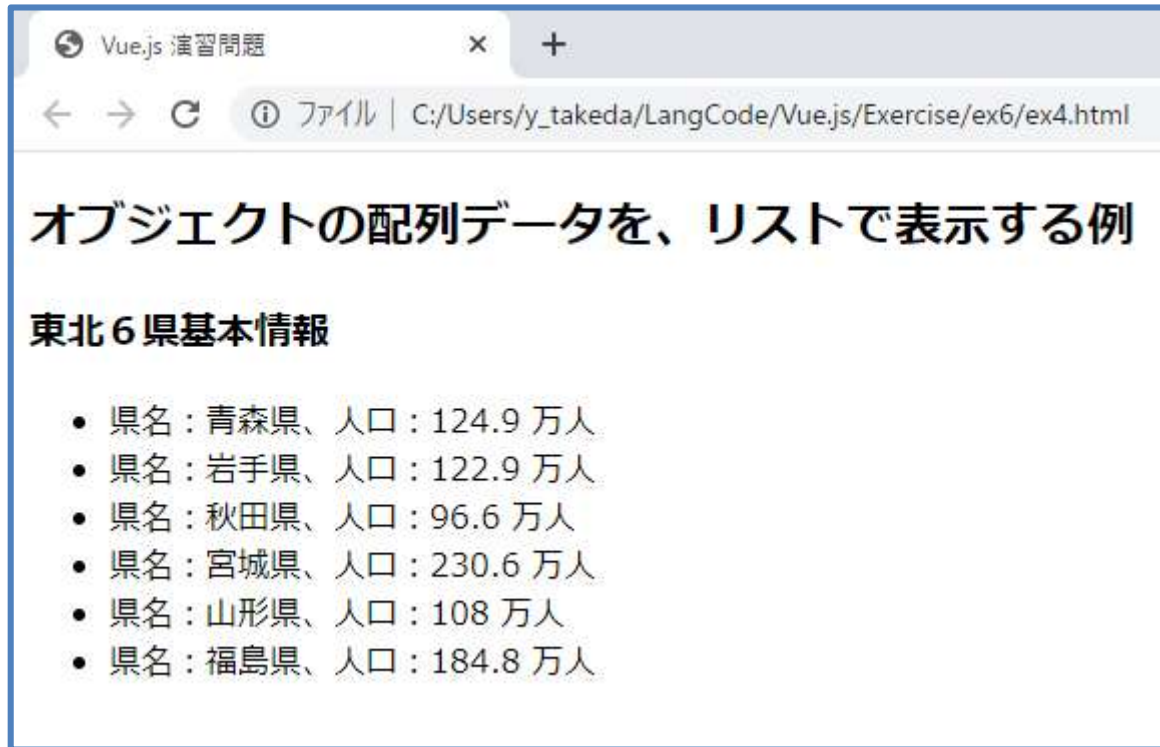 Vue.js 演習問題
ファイル | C:/Users/y_takeda/LangCode/Vue.js/Exercise/ex6/ex4.html
オブジェクトの配列データを、リストで表示する例
東北６県基本情報
• 県名：青森県、人口：124.9 万人
• 県名：岩手県、人口：122.9 万人
• 県名：秋田県、人口：96.6 万人
• 県名：宮城県、人口：230.6 万人
• 県名：山形県、人口：108 万人
• 県名：福島県、人口：184.8 万人